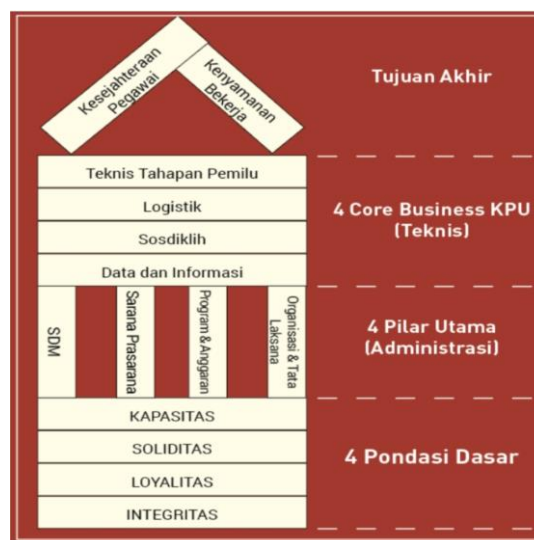 Kesejahteraan
Pegawai
Kenyamanan
Bekerja
Tujuan Akhir
Teknis Tahapan Pemilu
Logistik
Sosdiklih
Data dan Informasi
4 Core Business KPU
(Teknis)
SDM
Sarana Prasarana
Program & Anggaran
Organisasi & Tata
Laksana
4 Pilar Utama
(Administrasi)
KAPASITAS
SOLIDITAS
LOYALITAS
INTEGRITAS
4 Pondasi Dasar